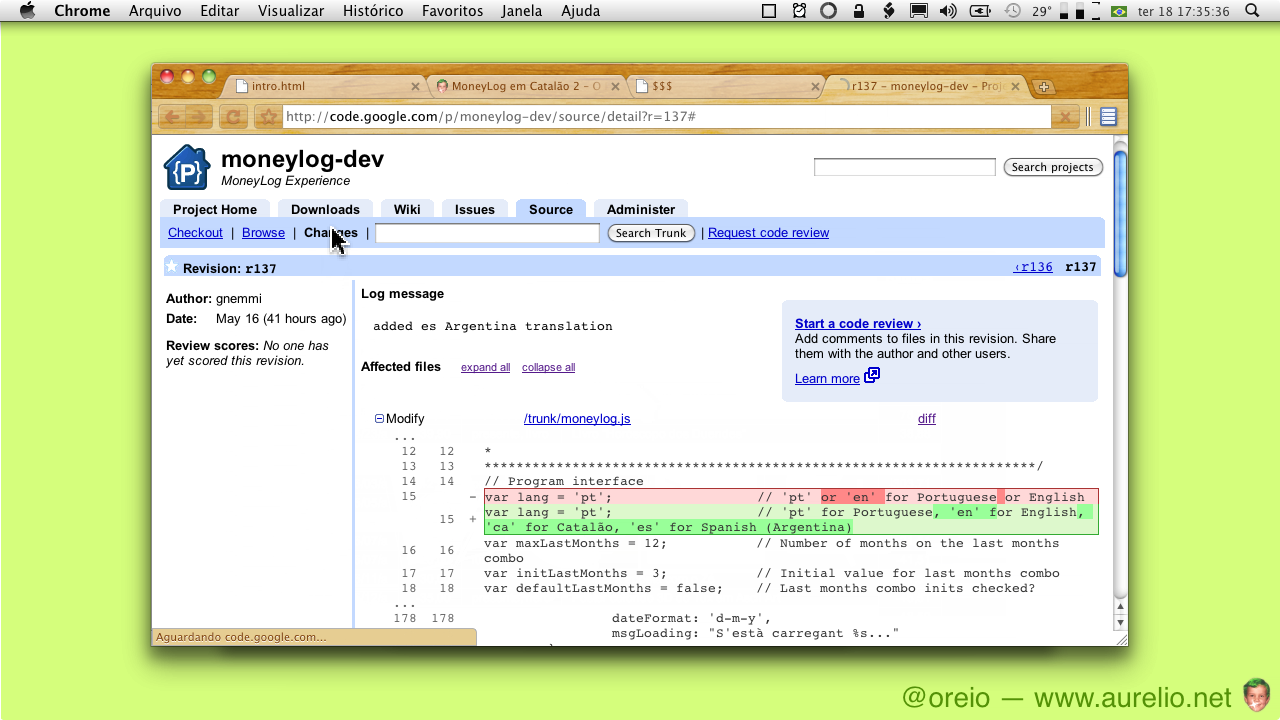 Chrome Arquivo Editar Visualizar Histórico Favoritos Janela Ajuda 29° ter 18 17:35:36
intro.html MoneyLog em Catalão 2 - O $$$ r137 - moneylog-dev - Proj
http://code.google.com/p/moneylog-dev/source/detail?r=137#
{P} moneylog-dev
MoneyLog Experience
Search projects
Project Home Downloads Wiki Issues Source Administer
Checkout | Browse | Changes | Search Trunk | Request code review
Revision: r137 ‹r136 r137
Author: gnemmi
Date: May 16 (41 hours ago)
Review scores: No one has
yet scored this revision.
Log message
added es Argentina translation
Start a code review ›
Add comments to files in this revision. Share
them with the author and other users.
Learn more
Affected files expand all collapse all
Modify /trunk/moneylog.js diff
...
12 12 *
13 13 *********************************************************************/
14 14 // Program interface
15 - var lang = 'pt'; // 'pt' or 'en' for Portuguese or English
15 + var lang = 'pt'; // 'pt' for Portuguese, 'en' for English,
'ca' for Catalão, 'es' for Spanish (Argentina)
16 16 var maxLastMonths = 12; // Number of months on the last months
combo
17 17 var initLastMonths = 3; // Initial value for last months combo
18 18 var defaultLastMonths = false; // Last months combo inits checked?
...
178 178 dateFormat: 'd-m-y',
msgLoading: "S'està carregant %s..."
Aguardando code.google.com...
@oreio — www.aurelio.net